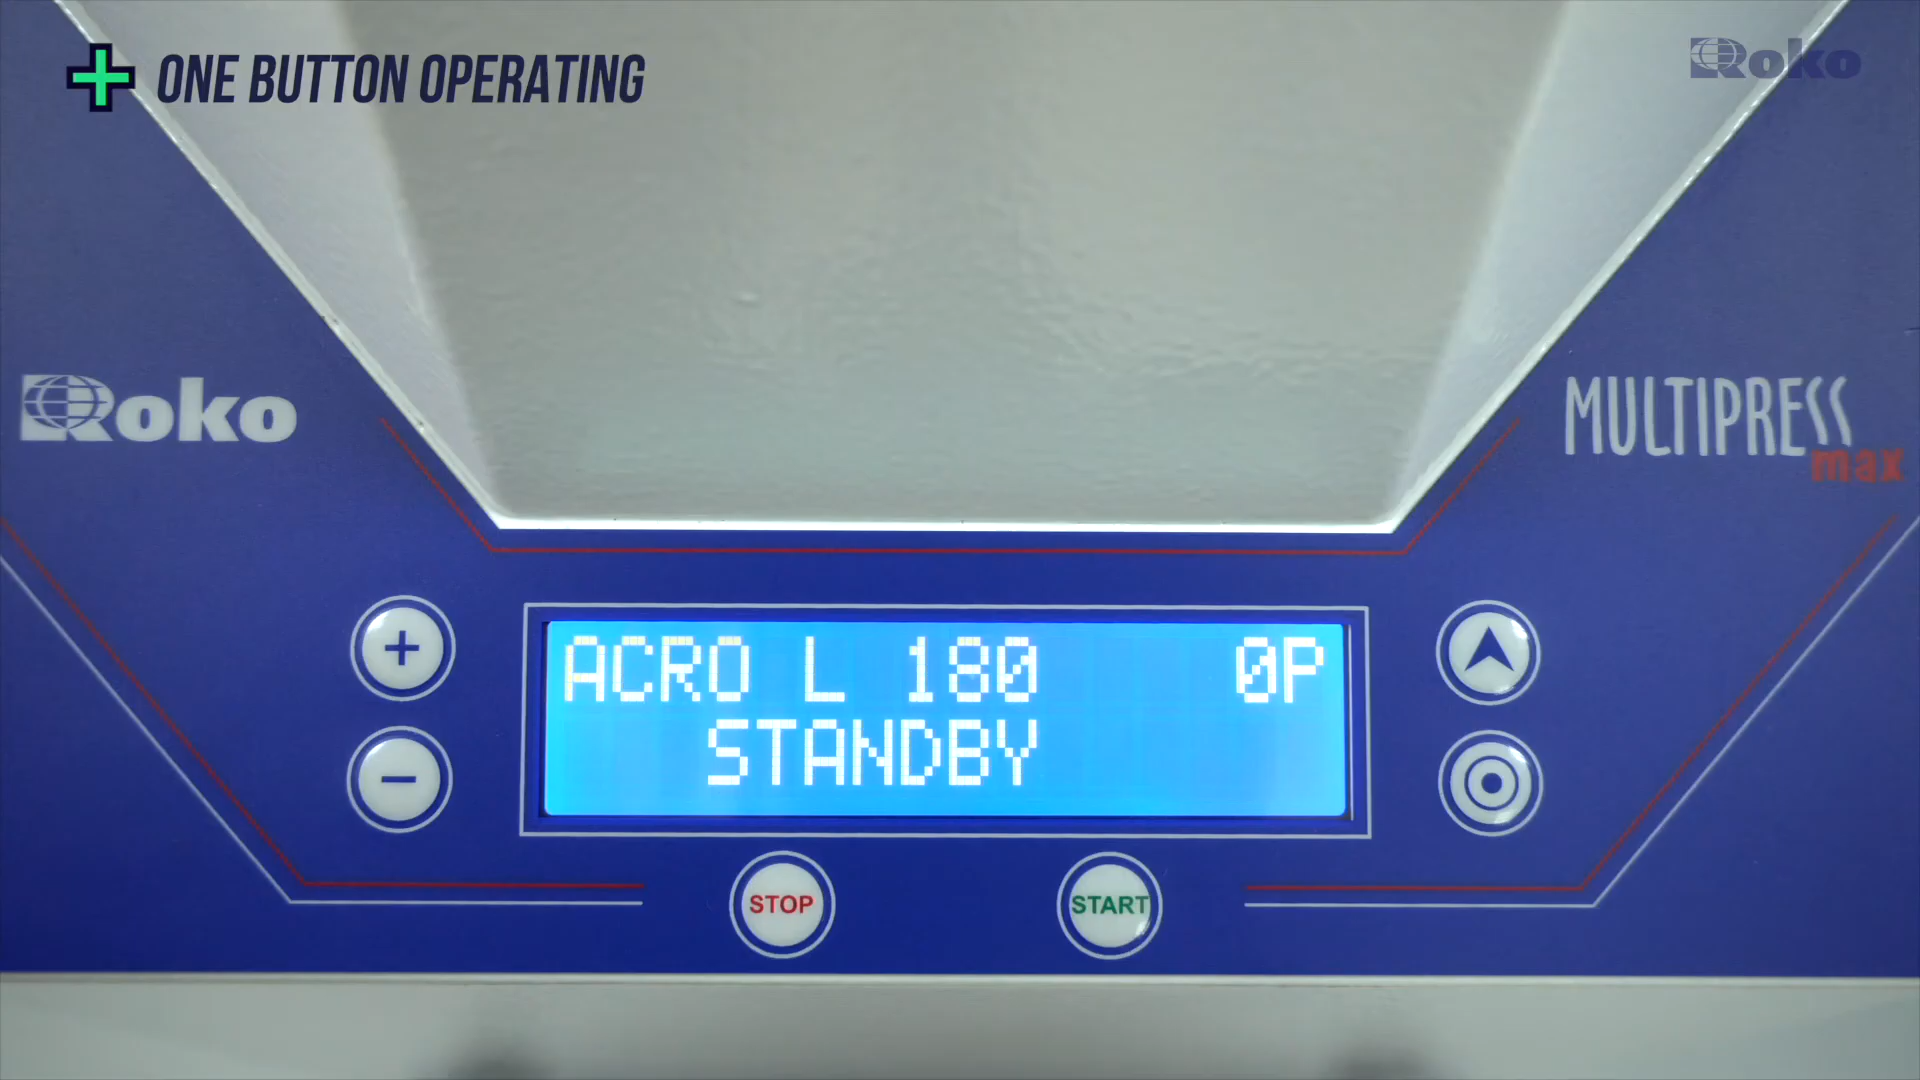 ONE BUTTON OPERATING
Roko
Roko
MULTIPRESS
max
ACRO L 180 0P
STANDBY
STOP
START